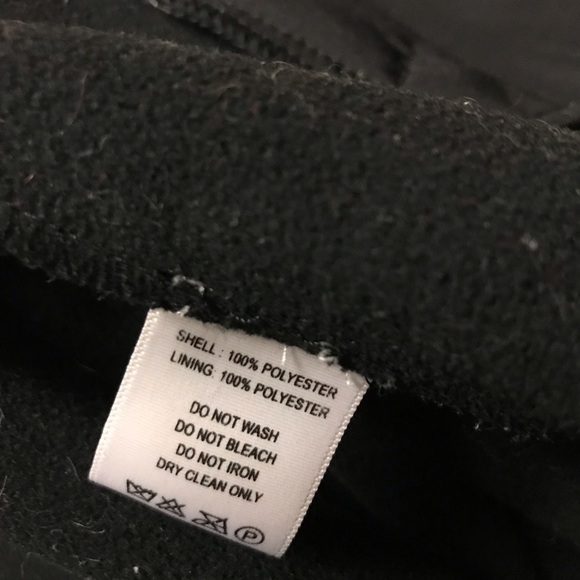 SHELL : 100% POLYESTER
LINING: 100% POLYESTER
DO NOT WASH
DO NOT BLEACH
DO NOT IRON
DRY CLEAN ONLY
P